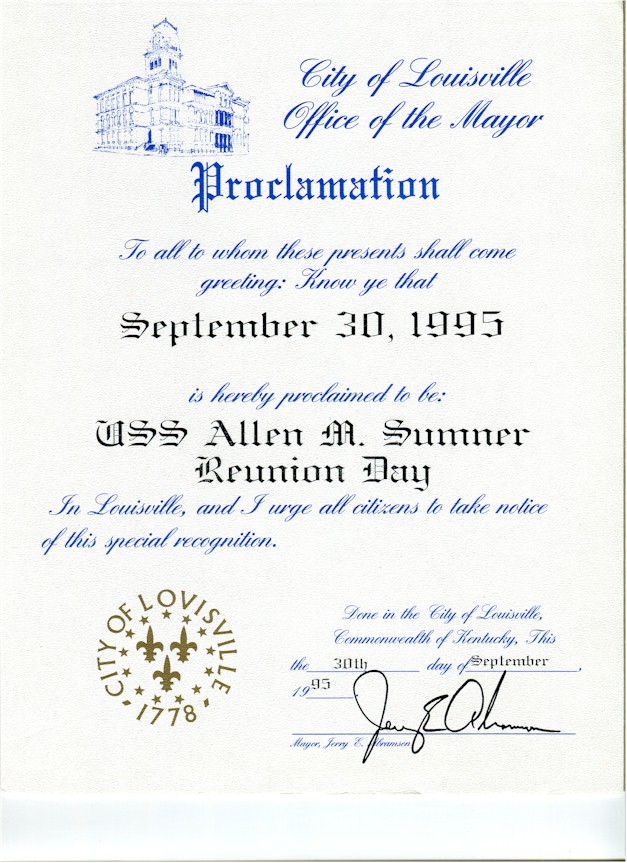 City of Louisville
Office of the Mayor
Proclamation
To all to whom these presents shall come
greeting: Know ye that
September 30, 1995
is hereby proclaimed to be:
USS Allen M. Sumner
Reunion Day
In Louisville, and I urge all citizens to take notice
of this special recognition.
CITY OF LOVISVILLE
· 1778 ·
Done in the City of Louisville,
Commonwealth of Kentucky, This
the 30th day of September,
1995
Jerry E Abramson
Mayor, Jerry E. Abramson